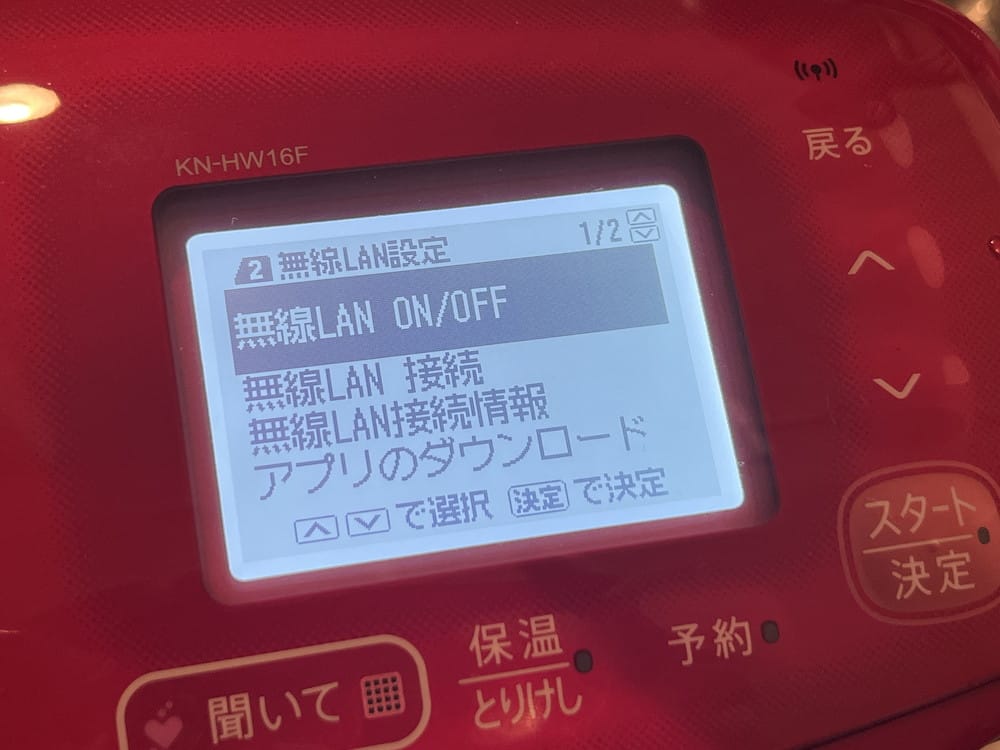 KN-HW16F
戻る
2 無線LAN設定 1/2
無線LAN ON/OFF
無線LAN 接続
無線LAN接続情報
アプリのダウンロード
で選択 決定 で決定
スタート
決定
保温
とりけし
予約
聞いて